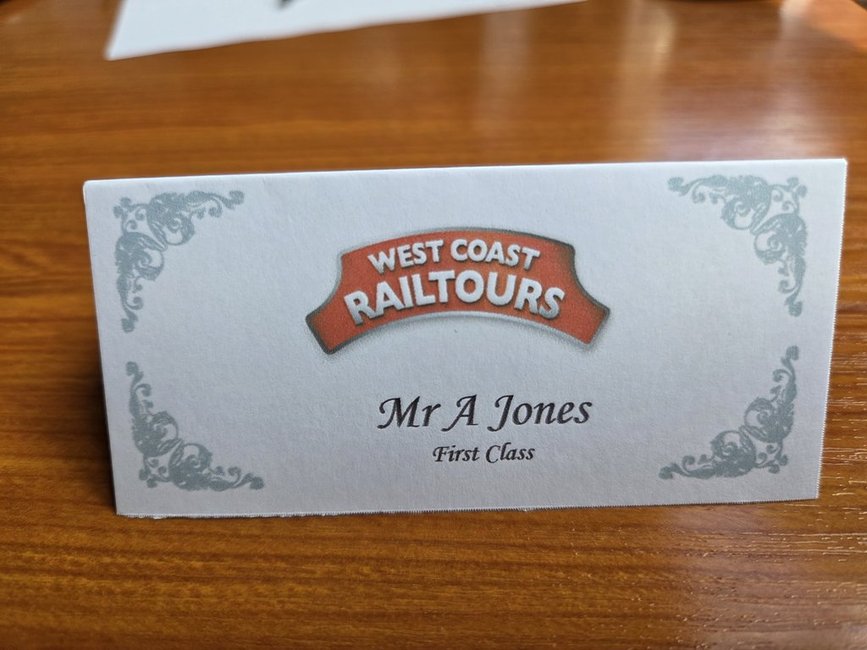 WEST COAST
RAILTOURS
Mr A Jones
First Class